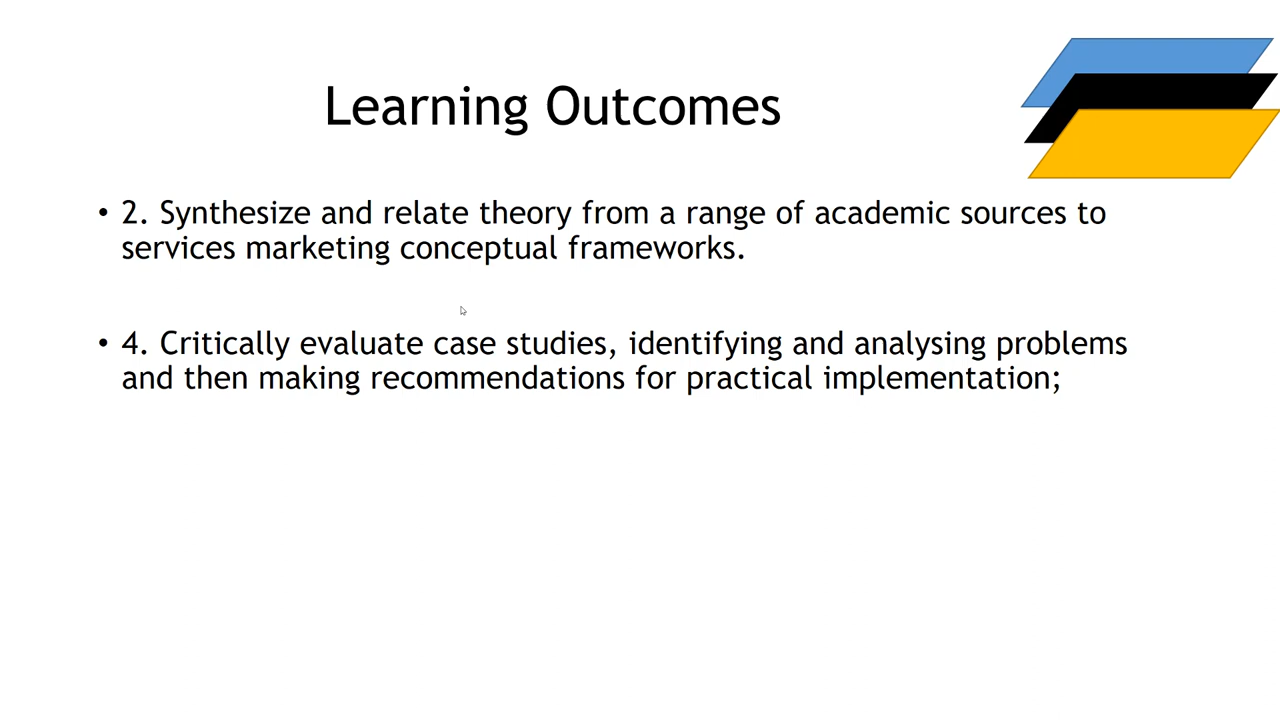 Learning Outcomes
• 2. Synthesize and relate theory from a range of academic sources to
services marketing conceptual frameworks.
• 4. Critically evaluate case studies, identifying and analysing problems
and then making recommendations for practical implementation;